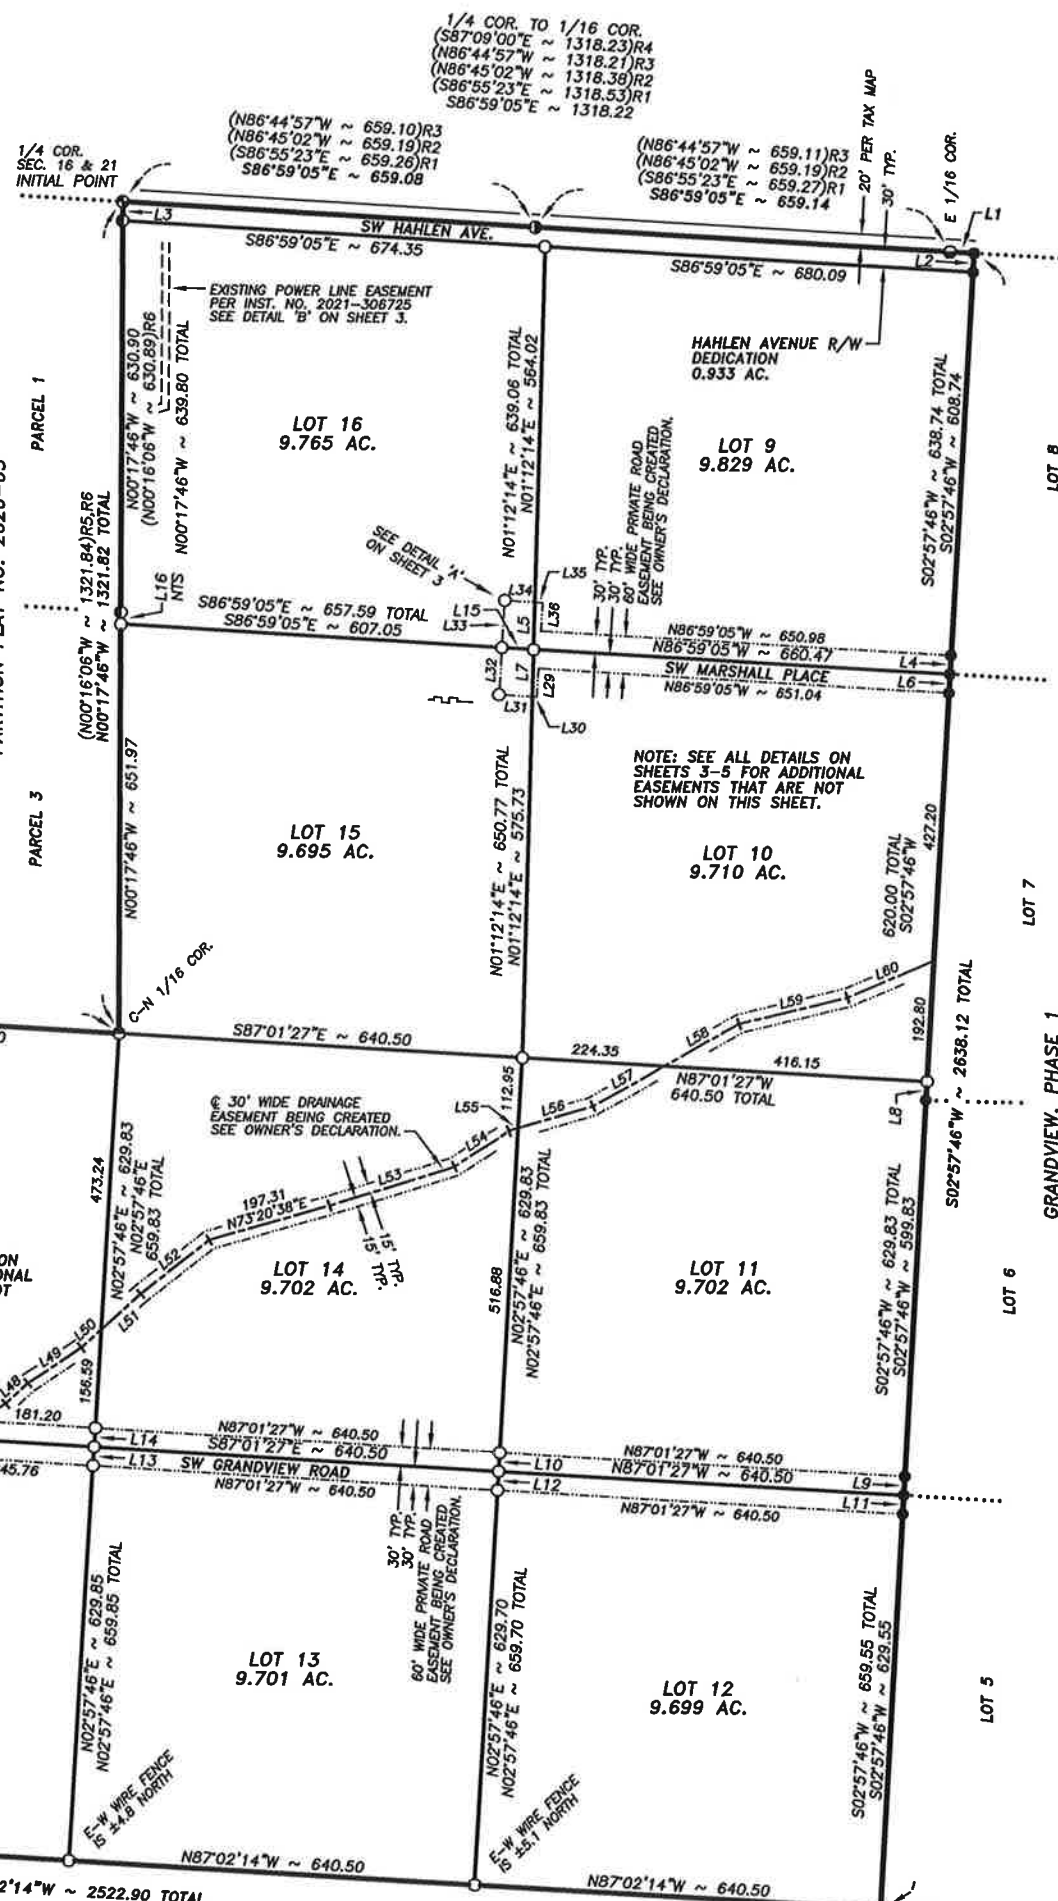 1/4 COR. TO 1/16 COR.
(S87°09'00"E ~ 1318.23)R4
(N86°44'57"W ~ 1318.21)R3
(N86°45'02"W ~ 1318.38)R2
(S86°55'23"E ~ 1318.53)R1
S86°59'05"E ~ 1318.22
(N86°44'57"W ~ 659.10)R3
(N86°45'02"W ~ 659.19)R2
(S86°55'23"E ~ 659.26)R1
S86°59'05"E ~ 659.08
(N86°44'57"W ~ 659.11)R3
(N86°45'02"W ~ 659.19)R2
(S86°55'23"E ~ 659.27)R1
S86°59'05"E ~ 659.14
20' PER TAX MAP
30' TYP.
E 1/16 COR.
L1
1/4 COR.
SEC. 16 & 21
INITIAL POINT
L3
SW HAHLEN AVE.
S86°59'05"E ~ 674.35
L2
S86°59'05"E ~ 680.09
EXISTING POWER LINE EASEMENT
PER INST. NO. 2021-306725
SEE DETAIL 'B' ON SHEET 3.
HAHLEN AVENUE R/W
DEDICATION
0.933 AC.
PARCEL 1
N00°17'46"W ~ 630.90
(N00°16'06"W ~ 630.89)R6
N00°17'46"W ~ 639.80 TOTAL
LOT 16
9.765 AC.
N01°12'14"E ~ 639.06 TOTAL
N01°12'14"E ~ 564.02
LOT 9
9.829 AC.
S02°57'46"W ~ 638.74 TOTAL
S02°57'46"W ~ 608.74
LOT 8
(N00°16'06"W ~ 1321.84)R5,R6
N00°17'46"W ~ 1321.82 TOTAL
L16
NTS
SEE DETAIL 'A'
ON SHEET 3
30' TYP.
30' TYP.
60' WIDE PRIVATE ROAD
EASEMENT BEING CREATED
SEE OWNER'S DECLARATION.
L34
L35
L36
L5
S86°59'05"E ~ 657.59 TOTAL
S86°59'05"E ~ 607.05
L15
L33
N86°59'05"W ~ 650.98
N86°59'05"W ~ 660.47
L4
SW MARSHALL PLACE
L6
N86°59'05"W ~ 651.04
L32
L7
L29
L31
L30
PARCEL 3
N00°17'46"W ~ 651.97
LOT 15
9.695 AC.
N01°12'14"E ~ 650.77 TOTAL
N01°12'14"E ~ 575.73
NOTE: SEE ALL DETAILS ON
SHEETS 3-5 FOR ADDITIONAL
EASEMENTS THAT ARE NOT
SHOWN ON THIS SHEET.
LOT 10
9.710 AC.
427.20
620.00 TOTAL
S02°57'46"W
LOT 7
C-N 1/16 COR.
L60
L59
L58
192.80
S02°57'46"W ~ 2638.12 TOTAL
GRANDVIEW, PHASE 1
S87°01'27"E ~ 640.50
224.35
416.15
N87°01'27"W
640.50 TOTAL
L57
L56
L55
112.95
L8
℄ 30' WIDE DRAINAGE
EASEMENT BEING CREATED
SEE OWNER'S DECLARATION.
L54
L53
197.31
N73°20'38"E
L52
L51
L50
L49
L48
15' TYP.
15' TYP.
473.24
N02°57'46"E ~ 629.83
N02°57'46"E
659.83 TOTAL
LOT 14
9.702 AC.
516.88
N02°57'46"E ~ 629.83
N02°57'46"E ~ 659.83 TOTAL
LOT 11
9.702 AC.
S02°57'46"W ~ 629.83 TOTAL
S02°57'46"W ~ 599.83
LOT 6
156.59
181.20
N87°01'27"W ~ 640.50
L14
S87°01'27"E ~ 640.50
L13
SW GRANDVIEW ROAD
N87°01'27"W ~ 640.50
45.76
L10
N87°01'27"W ~ 640.50
N87°01'27"W ~ 640.50
L9
L12
L11
N87°01'27"W ~ 640.50
30' TYP.
30' TYP.
60' WIDE PRIVATE ROAD
EASEMENT BEING CREATED
SEE OWNER'S DECLARATION.
N02°57'46"E ~ 629.85
N02°57'46"E ~ 659.85 TOTAL
LOT 13
9.701 AC.
N02°57'46"E ~ 629.70
N02°57'46"E ~ 659.70 TOTAL
LOT 12
9.699 AC.
S02°57'46"W ~ 659.55 TOTAL
S02°57'46"W ~ 629.55
LOT 5
E-W WIRE FENCE
IS ±4.8 NORTH
E-W WIRE FENCE
IS ±5.1 NORTH
N87°02'14"W ~ 640.50
N87°02'14"W ~ 640.50
2'14"W ~ 2522.90 TOTAL